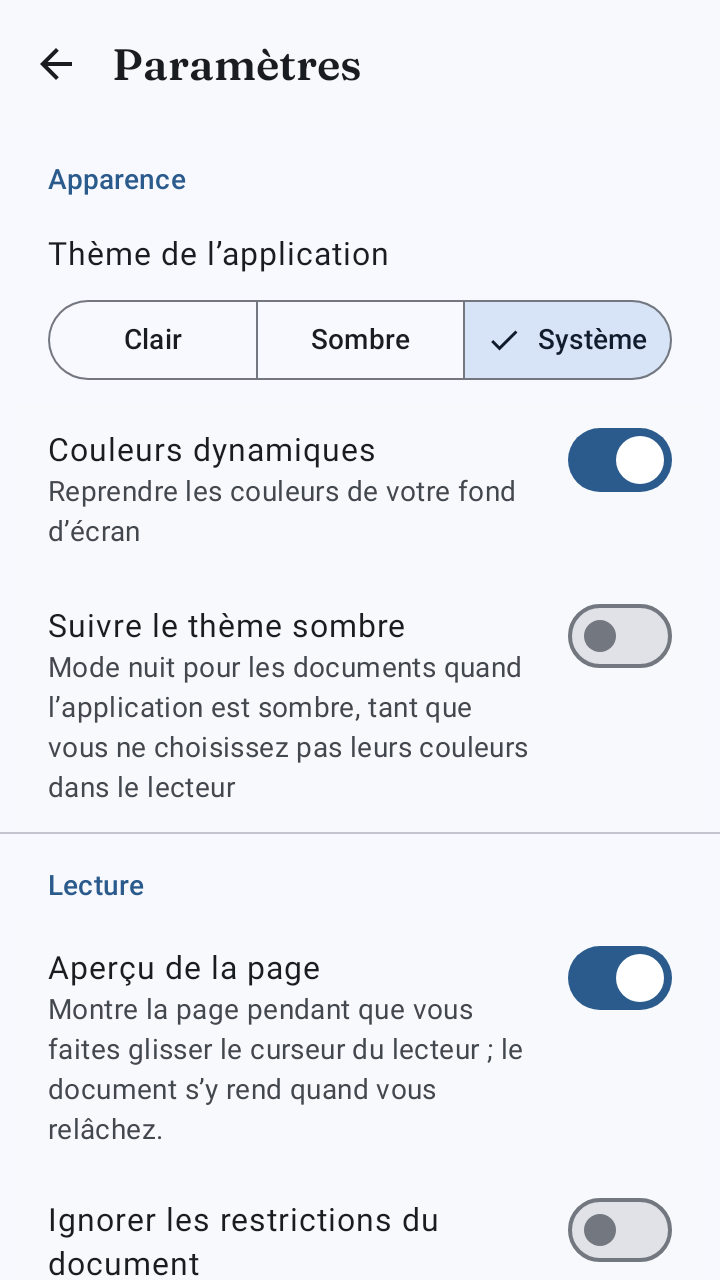 Paramètres
Apparence
Thème de l’application
Clair
Sombre
Système
Couleurs dynamiques
Reprendre les couleurs de votre fond
d’écran
Suivre le thème sombre
Mode nuit pour les documents quand
l’application est sombre, tant que
vous ne choisissez pas leurs couleurs
dans le lecteur
Lecture
Aperçu de la page
Montre la page pendant que vous
faites glisser le curseur du lecteur ; le
document s’y rend quand vous
relâchez.
Ignorer les restrictions du
document